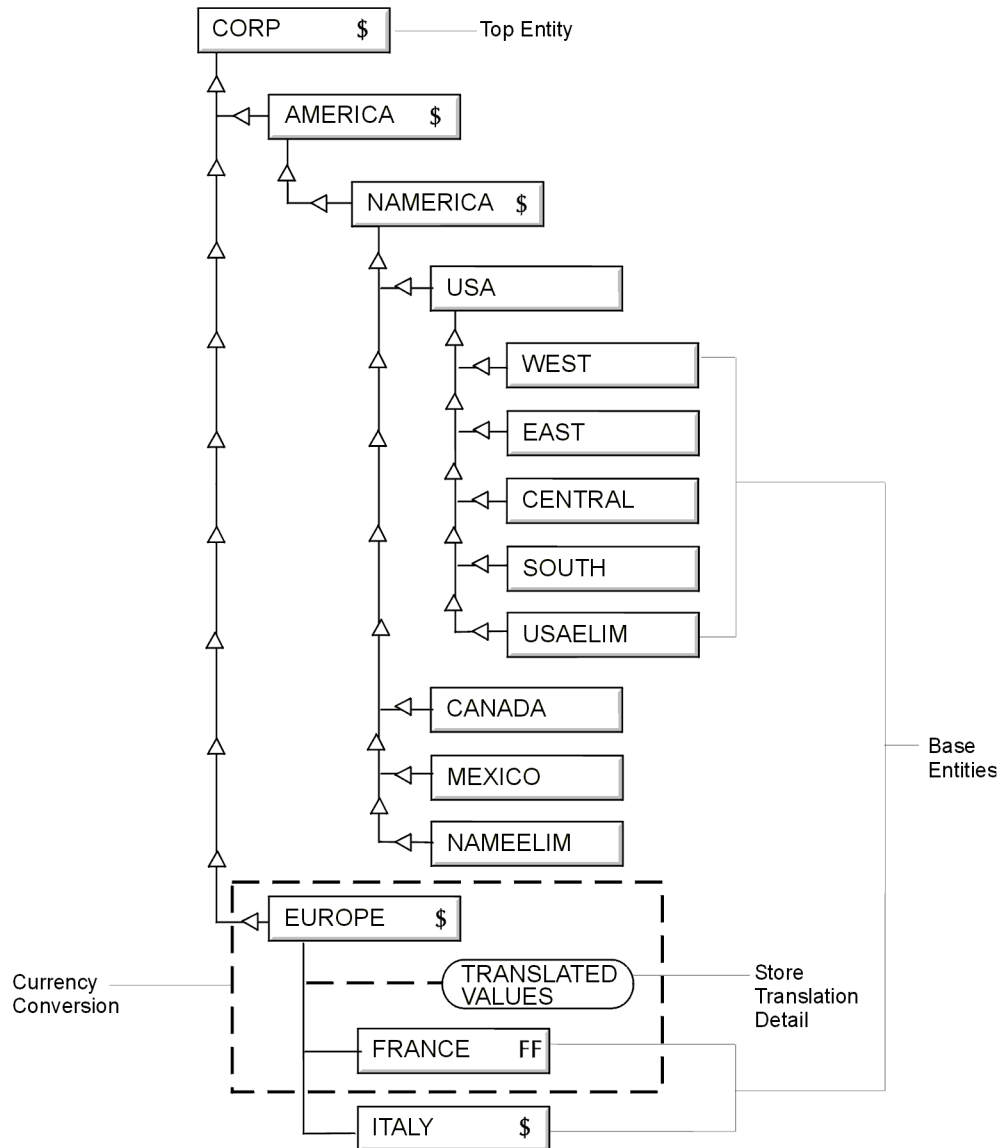 CORP $
Top Entity
AMERICA $
NAMERICA $
USA
WEST
EAST
CENTRAL
SOUTH
USAELIM
CANADA
MEXICO
NAMEELIM
Base
Entities
EUROPE $
TRANSLATED
VALUES
Currency
Conversion
Store
Translation
Detail
FRANCE FF
ITALY $